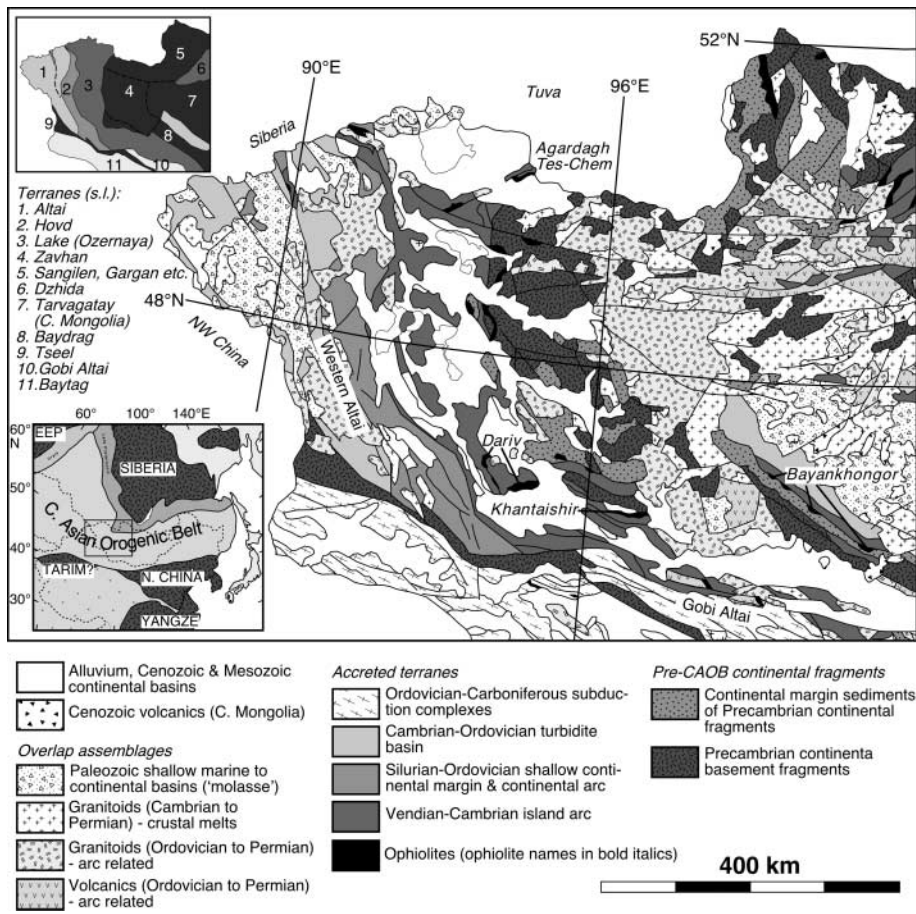 1
2
3
4
5
6
7
8
9
10
11
Terranes (s.l.):
1. Altai
2. Hovd
3. Lake (Ozernaya)
4. Zavhan
5. Sangilen, Gargan etc.
6. Dzhida
7. Tarvagatay
(C. Mongolia)
8. Baydrag
9. Tseel
10.Gobi Altai
11.Baytag
52°N
90°E
96°E
48°N
Tuva
Siberia
Agardagh
Tes-Chem
NW China
Western Altai
Dariv
Khantaishir
Bayankhongor
Gobi Altai
60° 100° 140°E
60°
N
50°
40°
30°
EEP
SIBERIA
C. Asian Orogenic Belt
TARIM?
N. CHINA
YANGZE
Alluvium, Cenozoic & Mesozoic
continental basins
Cenozoic volcanics (C. Mongolia)
Overlap assemblages
Paleozoic shallow marine to
continental basins ('molasse')
Granitoids (Cambrian to
Permian) - crustal melts
Granitoids (Ordovician to Permian)
- arc related
Volcanics (Ordovician to Permian)
- arc related
Accreted terranes
Ordovician-Carboniferous subduc-
tion complexes
Cambrian-Ordovician turbidite
basin
Silurian-Ordovician shallow conti-
nental margin & continental arc
Vendian-Cambrian island arc
Ophiolites (ophiolite names in bold italics)
Pre-CAOB continental fragments
Continental margin sediments
of Precambrian continental
fragments
Precambrian continenta
basement fragments
400 km